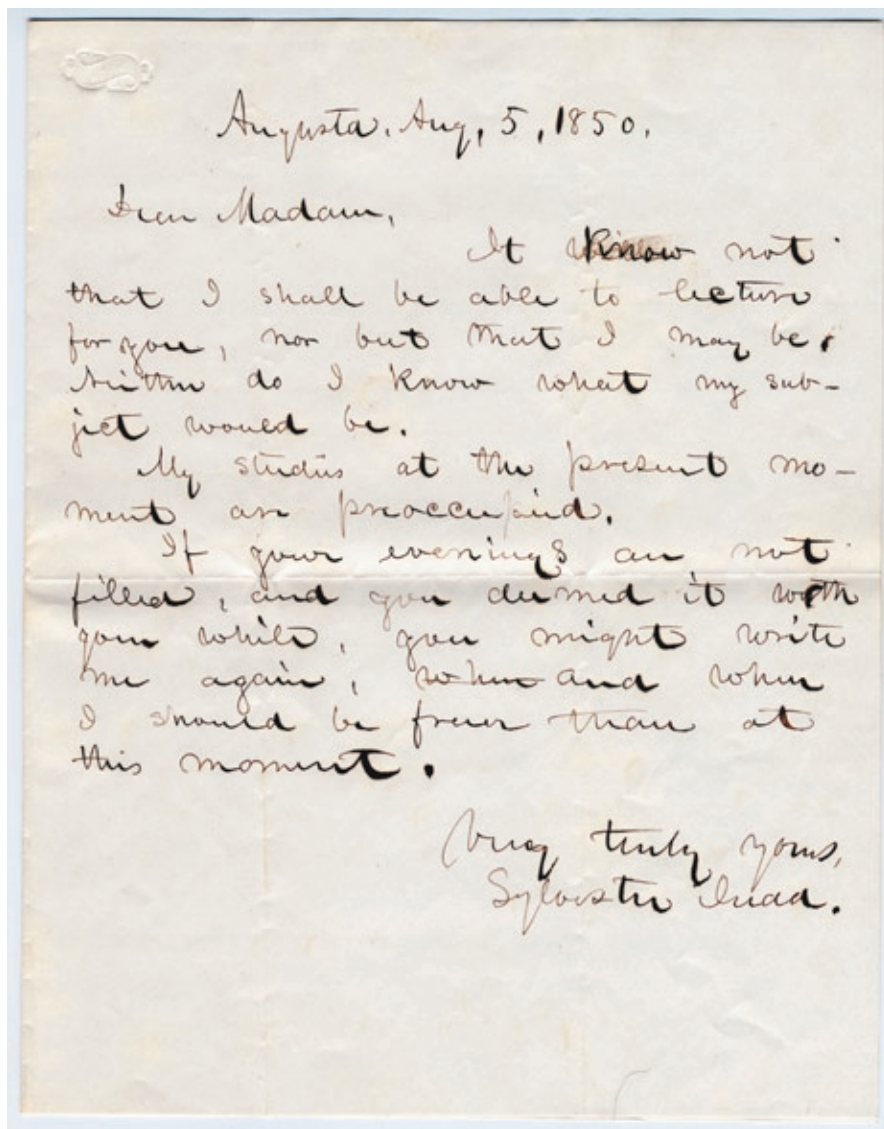 Augusta, Aug, 5, 1850.
Dear Madam,
It know not
that I shall be able to lecture
for you, nor but that I may be.
Neither do I know what my sub-
ject would be.
My studies at the present mo-
ment are preoccupied.
If your evenings are not
filled, and you deemed it worth
your while, you might write
me again, when and when
I should be freer than at
this moment.
Very truly yours,
Sylvester Judd.